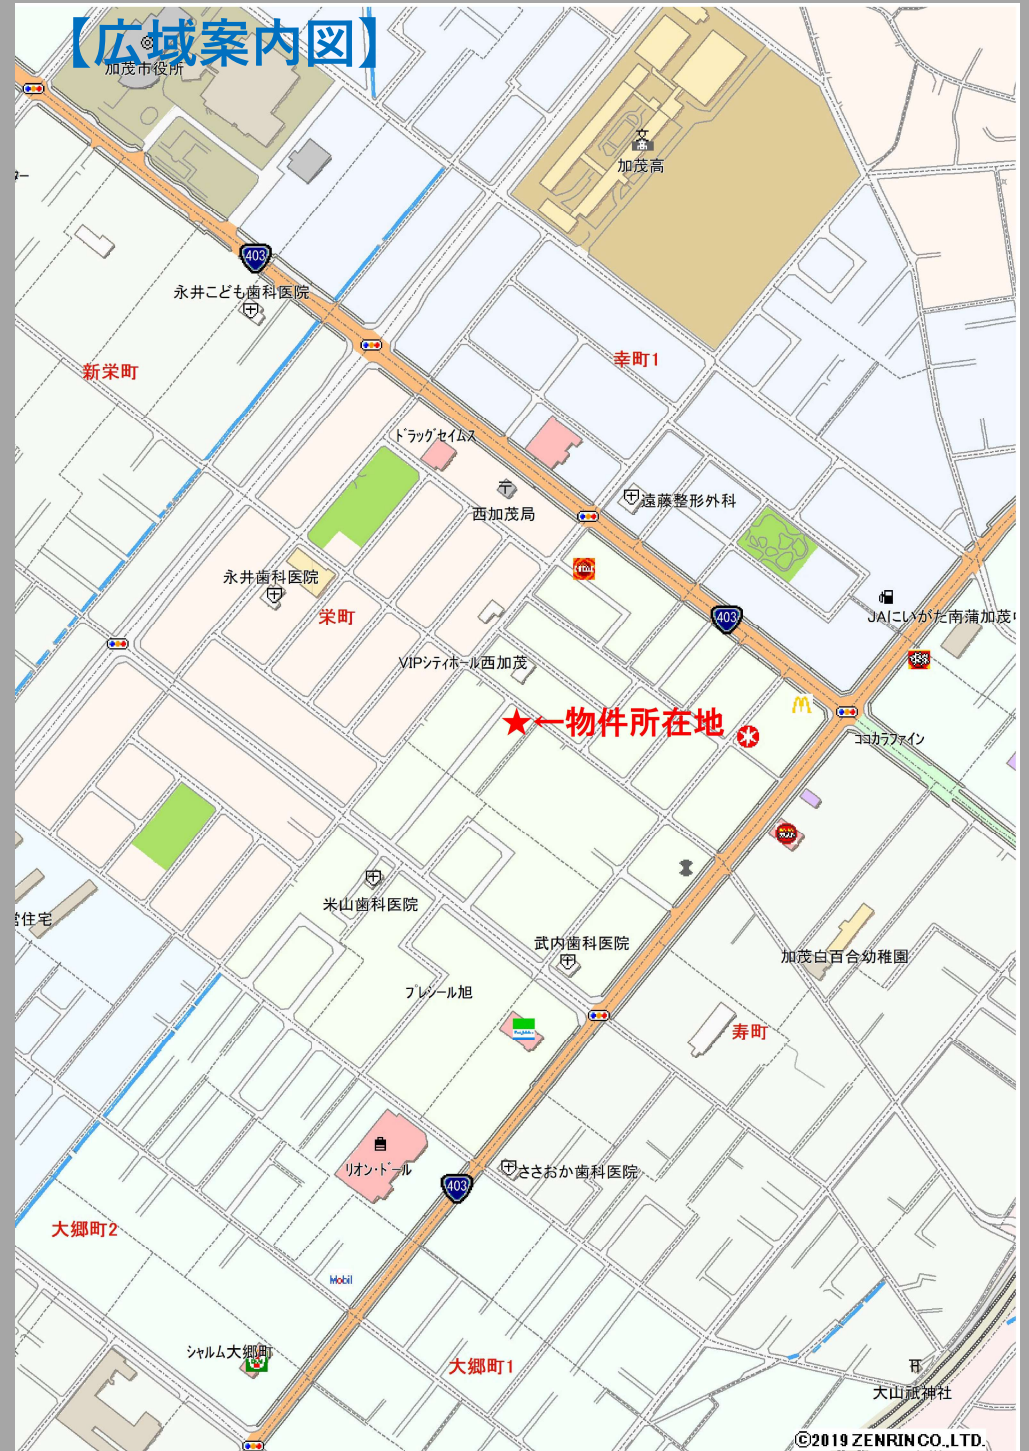 【広域案内図】
加茂市役所
加茂高
ター
403
永井こども歯科医院
新栄町
幸町1
ドラッグセイムス
西加茂局
遠藤整形外科
永井歯科医院
栄町
403
JAにいがた南蒲加茂
VIPシティホール西加茂
★←物件所在地
ココカラファイン
米山歯科医院
営住宅
武内歯科医院
加茂白百合幼稚園
プレシール旭
寿町
リオン・ドール
ささおか歯科医院
403
大郷町2
Mobil
シャルム大郷町
大郷町1
大山祇神社
©2019 ZENRIN CO., LTD.